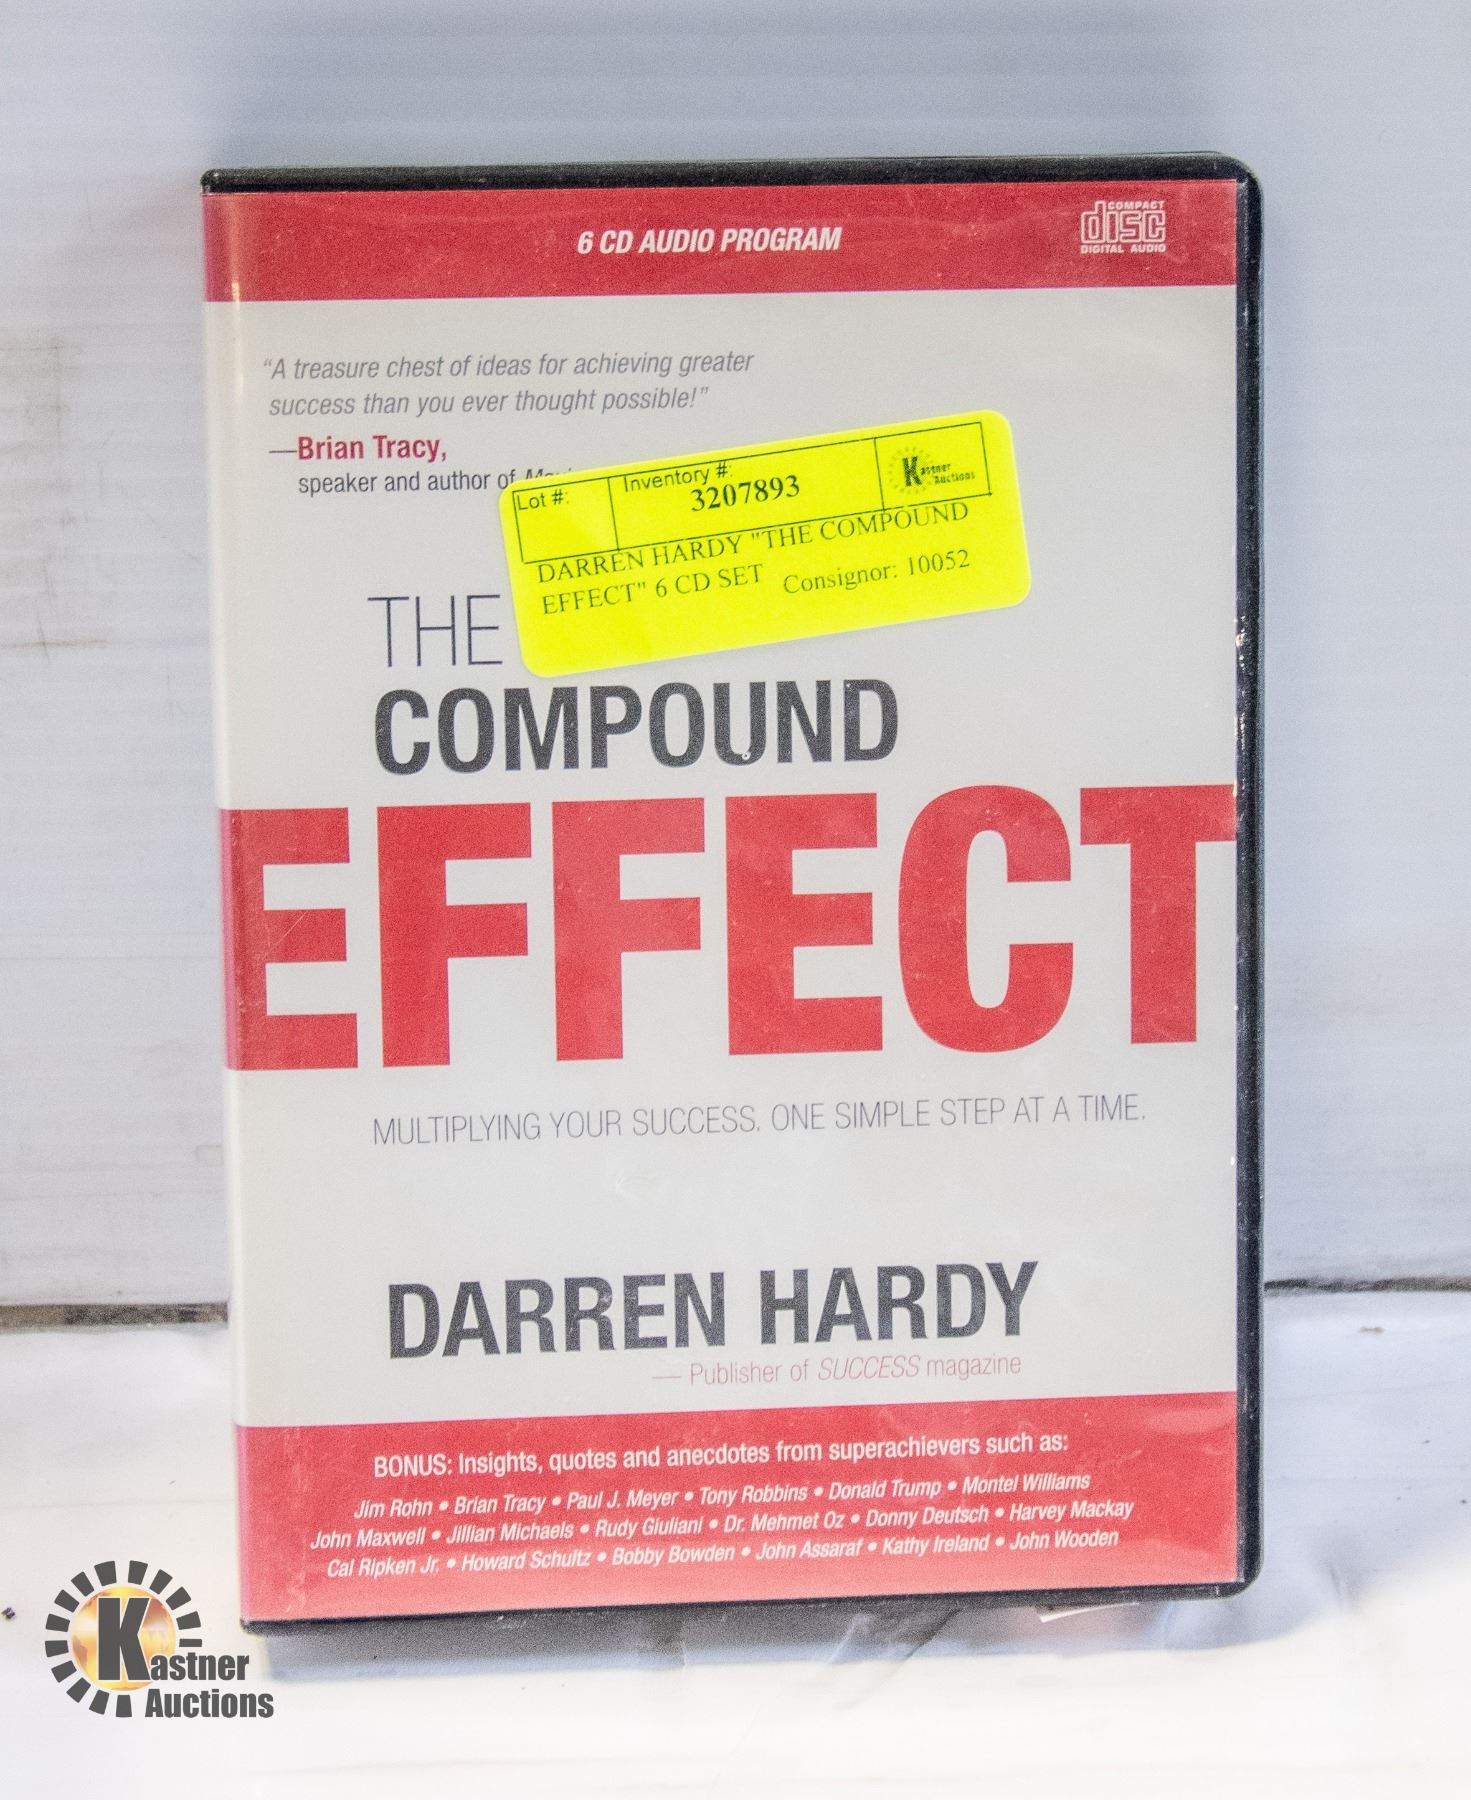 6 CD AUDIO PROGRAM
COMPACT
disc
DIGITAL AUDIO
“A treasure chest of ideas for achieving greater
success than you ever thought possible!”
—Brian Tracy,
speaker and author of
Lot #:
Inventory #:
3207893
Kastner
Auctions
DARREN HARDY "THE COMPOUND
EFFECT" 6 CD SET
Consignor: 10052
THE
COMPOUND
EFFECT
MULTIPLYING YOUR SUCCESS. ONE SIMPLE STEP AT A TIME.
DARREN HARDY
— Publisher of SUCCESS magazine
BONUS: Insights, quotes and anecdotes from superachievers such as:
Jim Rohn • Brian Tracy • Paul J. Meyer • Tony Robbins • Donald Trump • Montel Williams
John Maxwell • Jillian Michaels • Rudy Giuliani • Dr. Mehmet Oz • Donny Deutsch • Harvey Mackay
Cal Ripken Jr. • Howard Schultz • Bobby Bowden • John Assaraf • Kathy Ireland • John Wooden
Kastner
Auctions